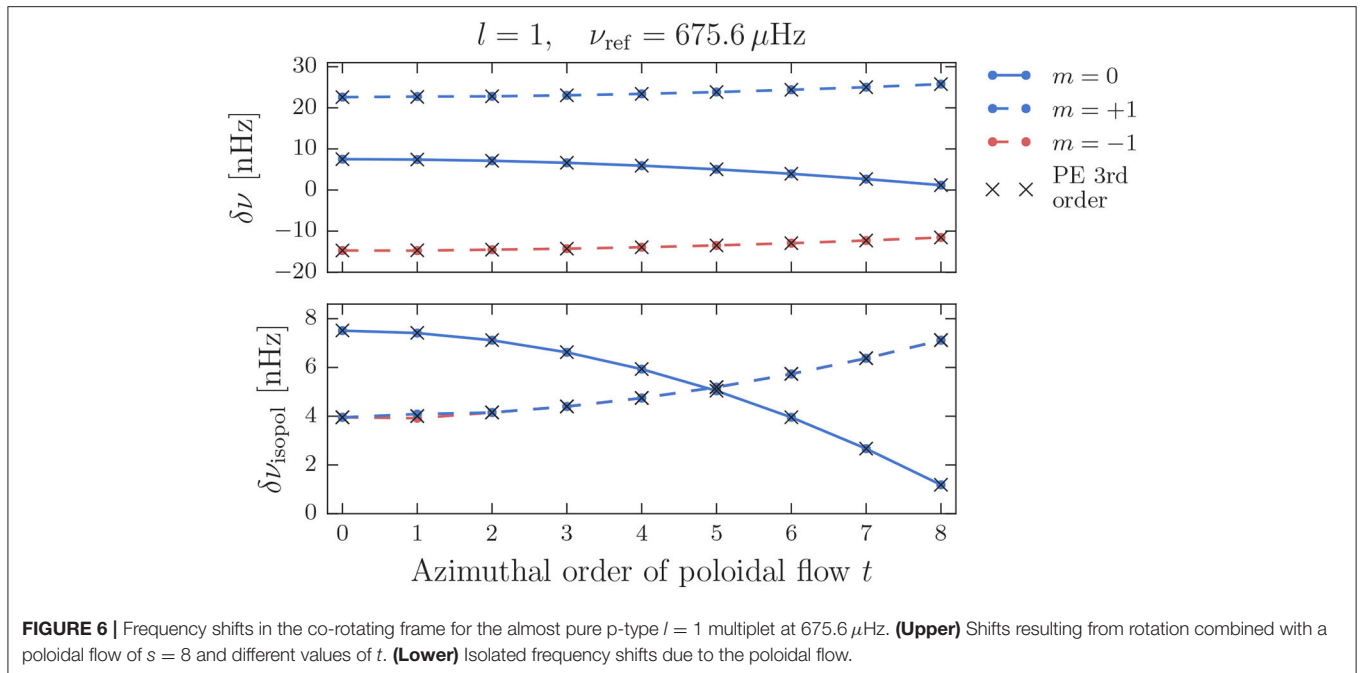 l = 1, ν_ref = 675.6 μHz
30
20
10
0
−10
−20
δν [nHz]
m = 0
m = +1
m = −1
PE 3rd
order
8
6
4
2
0
δν_isopol [nHz]
0 1 2 3 4 5 6 7 8
Azimuthal order of poloidal flow t
FIGURE 6 | Frequency shifts in the co-rotating frame for the almost pure p-type l = 1 multiplet at 675.6 μHz. (Upper) Shifts resulting from rotation combined with a
poloidal flow of s = 8 and different values of t. (Lower) Isolated frequency shifts due to the poloidal flow.